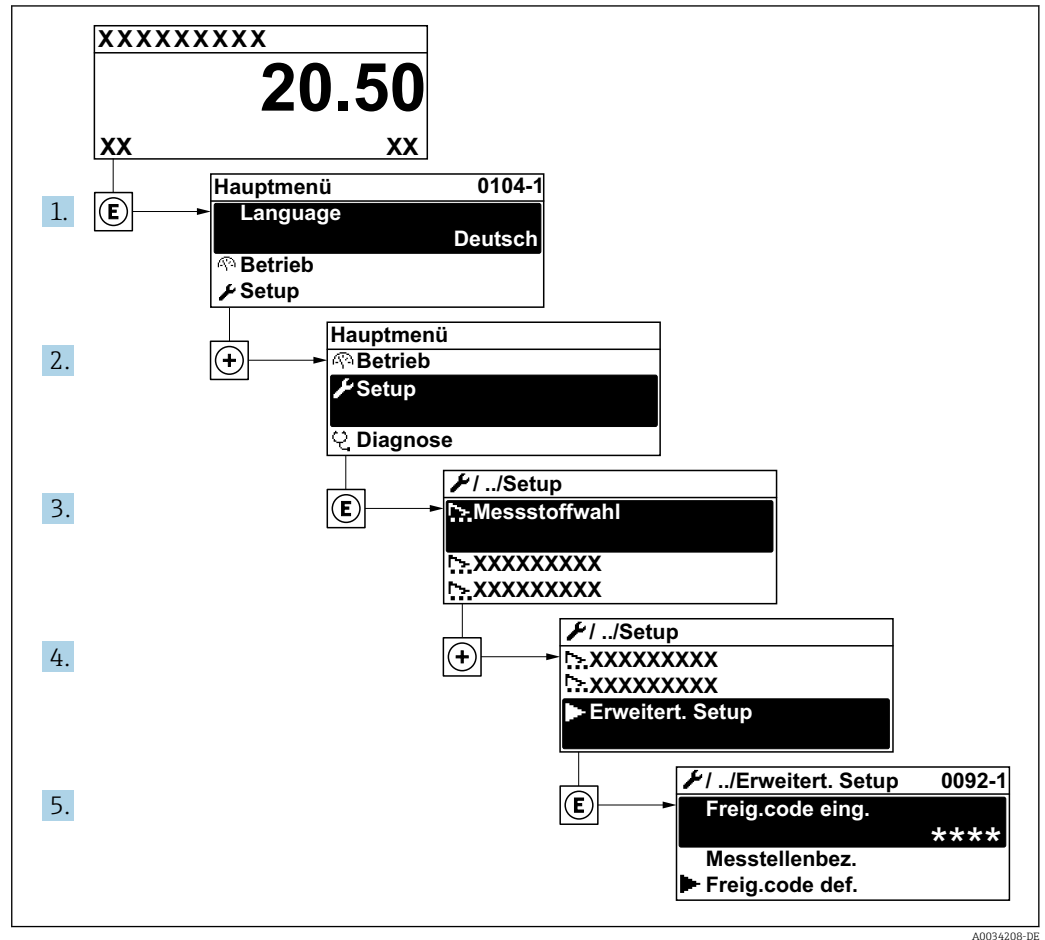 XXXXXXXXX
20.50
XX XX
1. E
Hauptmenü 0104-1
Language
Deutsch
Betrieb
Setup
2. +
Hauptmenü
Betrieb
Setup
Diagnose
3. E
/ ../Setup
Messstoffwahl
XXXXXXXXX
XXXXXXXXX
4. +
/ ../Setup
XXXXXXXXX
XXXXXXXXX
Erweitert. Setup
5. E
/ ../Erweitert. Setup 0092-1
Freig.code eing.
****
Messtellenbez.
Freig.code def.
A0034208-DE